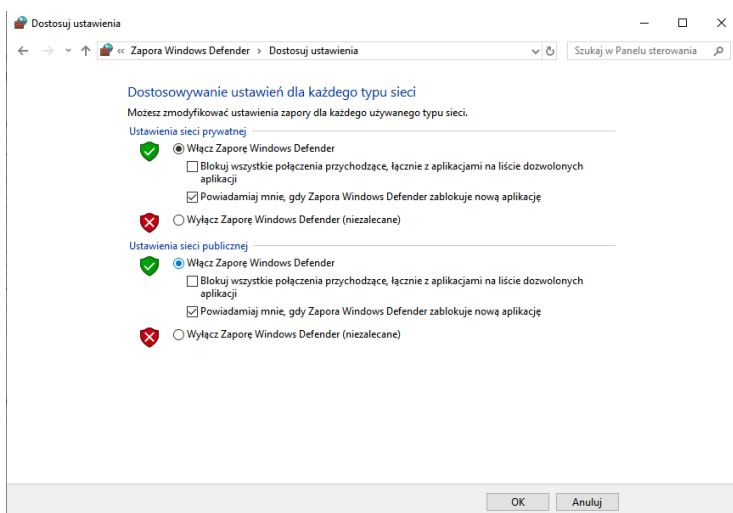 Dostosuj ustawienia
« Zapora Windows Defender › Dostosuj ustawienia
Szukaj w Panelu sterowania
Dostosowywanie ustawień dla każdego typu sieci
Możesz zmodyfikować ustawienia zapory dla każdego używanego typu sieci.
Ustawienia sieci prywatnej
Włącz Zaporę Windows Defender
Blokuj wszystkie połączenia przychodzące, łącznie z aplikacjami na liście dozwolonych
aplikacji
Powiadamiaj mnie, gdy Zapora Windows Defender zablokuje nową aplikację
Wyłącz Zaporę Windows Defender (niezalecane)
Ustawienia sieci publicznej
Włącz Zaporę Windows Defender
Blokuj wszystkie połączenia przychodzące, łącznie z aplikacjami na liście dozwolonych
aplikacji
Powiadamiaj mnie, gdy Zapora Windows Defender zablokuje nową aplikację
Wyłącz Zaporę Windows Defender (niezalecane)
OK
Anuluj